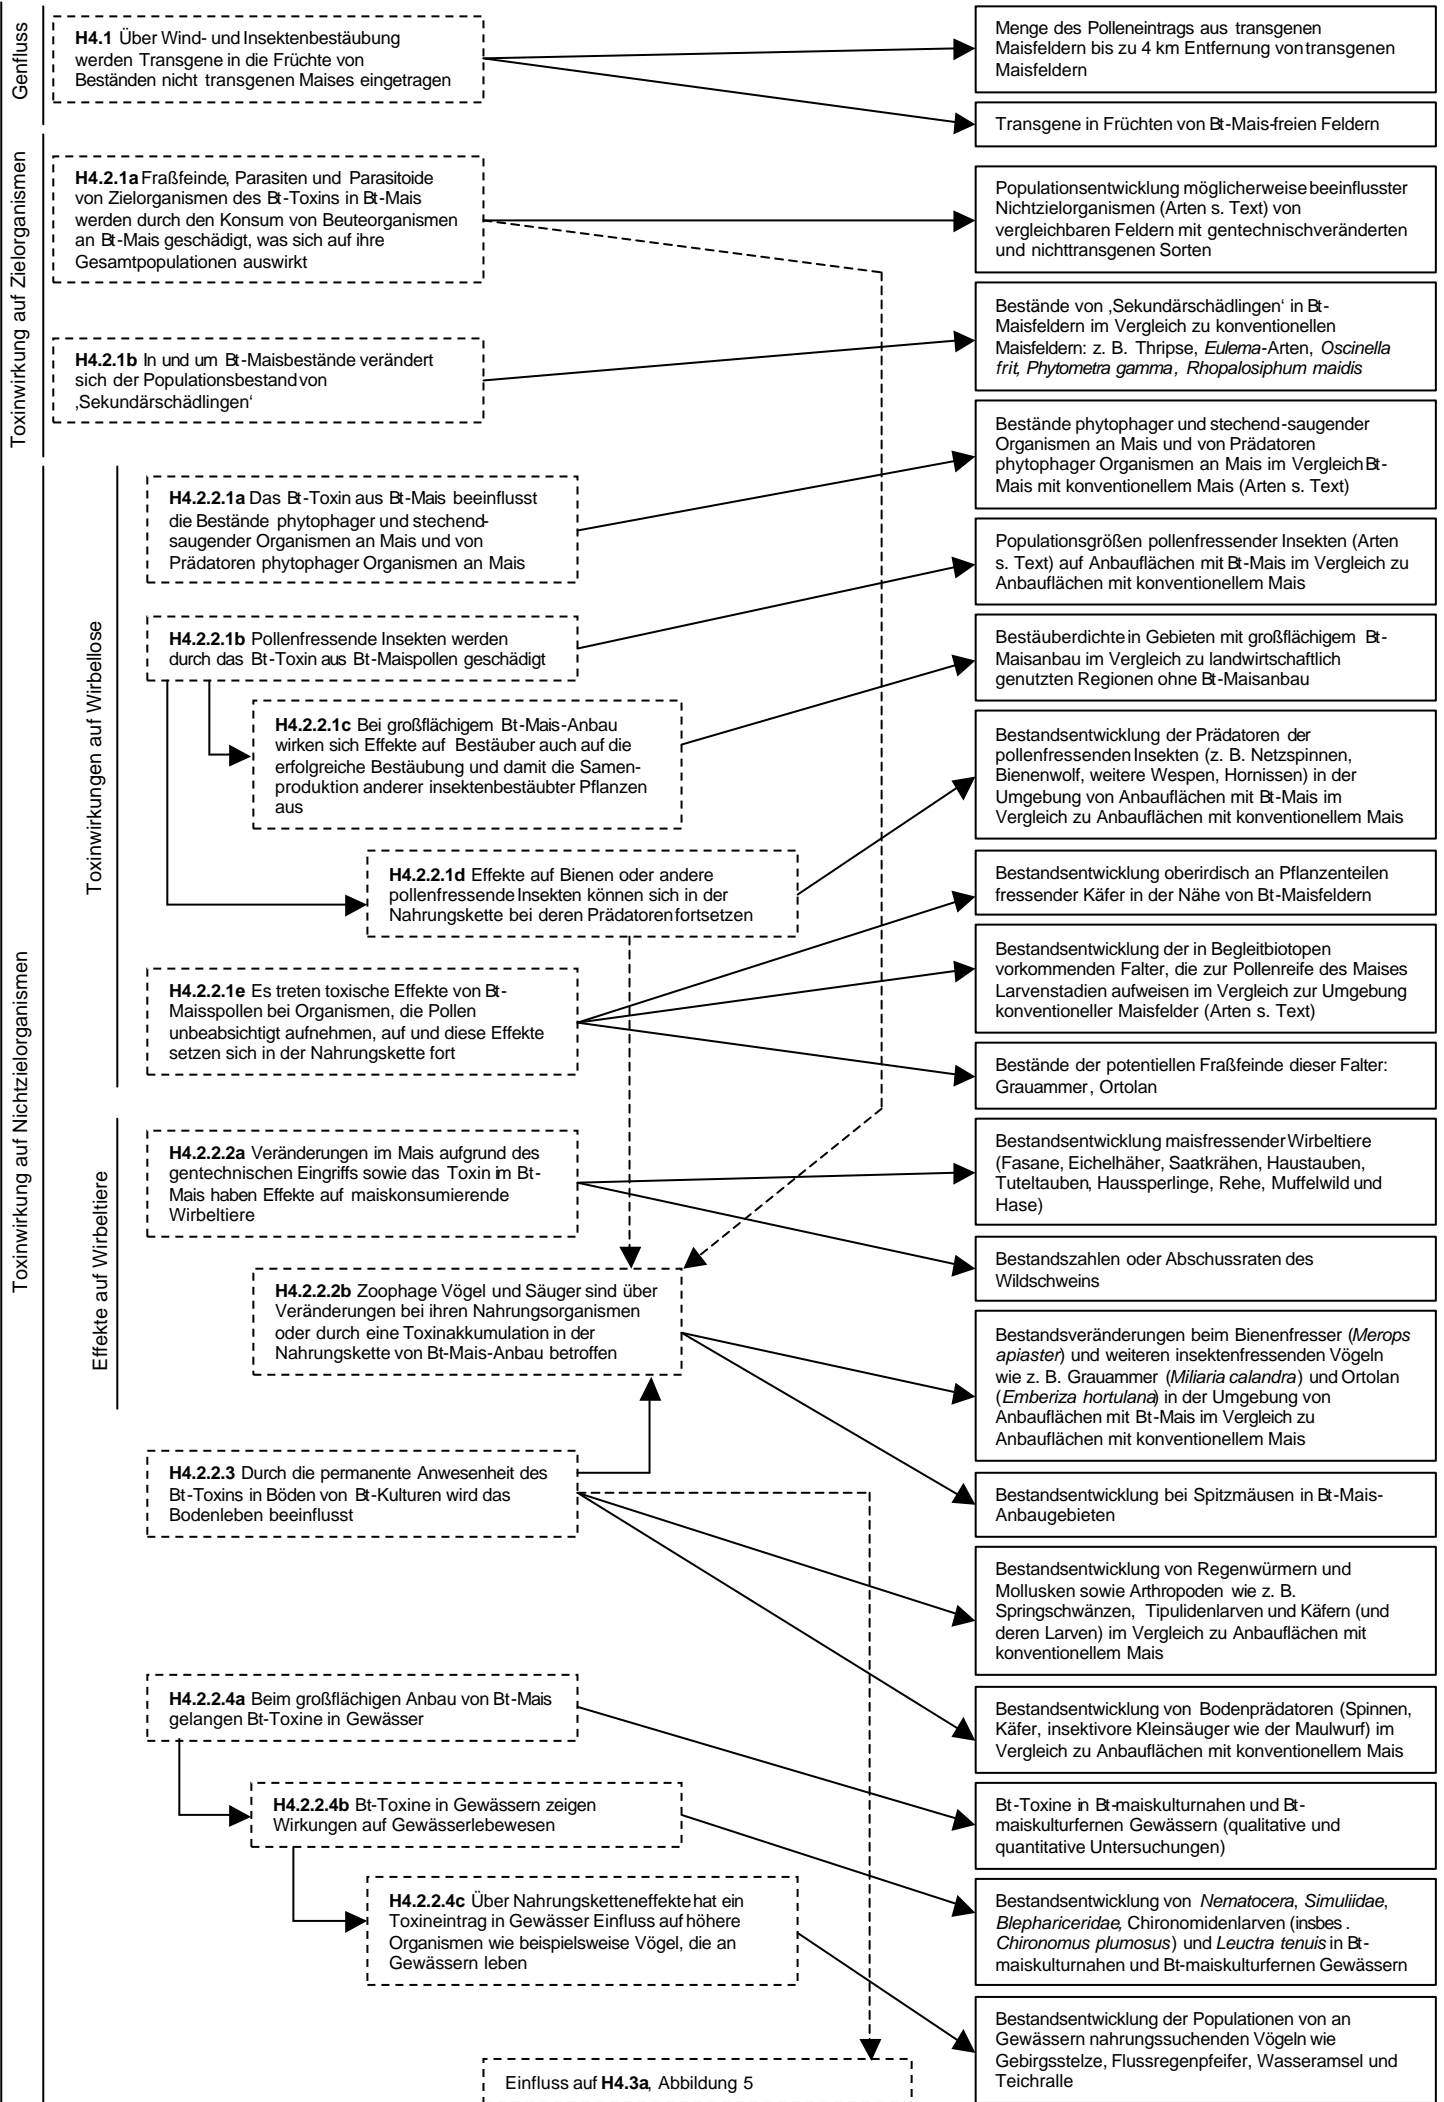 Genfluss
H4.1 Über Wind- und Insektenbestäubung
werden Transgene in die Früchte von
Beständen nicht transgenen Maises eingetragen
Menge des Polleneintrags aus transgenen
Maisfeldern bis zu 4 km Entfernung von transgenen
Maisfeldern
Transgene in Früchten von Bt-Mais-freien Feldern
Toxinwirkung auf Zielorganismen
H4.2.1a Fraßfeinde, Parasiten und Parasitoide
von Zielorganismen des Bt-Toxins in Bt-Mais
werden durch den Konsum von Beuteorganismen
an Bt-Mais geschädigt, was sich auf ihre
Gesamtpopulationen auswirkt
Populationsentwicklung möglicherweise beeinflusster
Nichtzielorganismen (Arten s. Text) von
vergleichbaren Feldern mit gentechnisch veränderten
und nichttransgenen Sorten
H4.2.1b In und um Bt-Maisbestände verändert
sich der Populationsbestand von
‚Sekundärschädlingen‘
Bestände von ‚Sekundärschädlingen‘ in Bt-
Maisfeldern im Vergleich zu konventionellen
Maisfeldern: z. B. Thripse, Eulema-Arten, Oscinella
frit, Phytometra gamma, Rhopalosiphum maidis
Toxinwirkung auf Nichtzielorganismen
Toxinwirkungen auf Wirbellose
H4.2.2.1a Das Bt-Toxin aus Bt-Mais beeinflusst
die Bestände phytophager und stechend-
saugender Organismen an Mais und von
Prädatoren phytophager Organismen an Mais
Bestände phytophager und stechend-saugender
Organismen an Mais und von Prädatoren
phytophager Organismen an Mais im Vergleich Bt-
Mais mit konventionellem Mais (Arten s. Text)
H4.2.2.1b Pollenfressende Insekten werden
durch das Bt-Toxin aus Bt-Maispollen geschädigt
Populationsgrößen pollenfressender Insekten (Arten
s. Text) auf Anbauflächen mit Bt-Mais im Vergleich zu
Anbauflächen mit konventionellem Mais
H4.2.2.1c Bei großflächigem Bt-Mais-Anbau
wirken sich Effekte auf Bestäuber auch auf die
erfolgreiche Bestäubung und damit die Samen-
produktion anderer insektenbestäubter Pflanzen
aus
Bestäuberdichte in Gebieten mit großflächigem Bt-
Maisanbau im Vergleich zu landwirtschaftlich
genutzten Regionen ohne Bt-Maisanbau
H4.2.2.1d Effekte auf Bienen oder andere
pollenfressende Insekten können sich in der
Nahrungskette bei deren Prädatoren fortsetzen
Bestandsentwicklung der Prädatoren der
pollenfressenden Insekten (z. B. Netzspinnen,
Bienenwolf, weitere Wespen, Hornissen) in der
Umgebung von Anbauflächen mit Bt-Mais im
Vergleich zu Anbauflächen mit konventionellem Mais
H4.2.2.1e Es treten toxische Effekte von Bt-
Maisspollen bei Organismen, die Pollen
unbeabsichtigt aufnehmen, auf und diese Effekte
setzen sich in der Nahrungskette fort
Bestandsentwicklung oberirdisch an Pflanzenteilen
fressender Käfer in der Nähe von Bt-Maisfeldern
Bestandsentwicklung der in Begleitbiotopen
vorkommenden Falter, die zur Pollenreife des Maises
Larvenstadien aufweisen im Vergleich zur Umgebung
konventioneller Maisfelder (Arten s. Text)
Bestände der potentiellen Fraßfeinde dieser Falter:
Grauammer, Ortolan
Effekte auf Wirbeltiere
H4.2.2.2a Veränderungen im Mais aufgrund des
gentechnischen Eingriffs sowie das Toxin im Bt-
Mais haben Effekte auf maiskonsumierende
Wirbeltiere
Bestandsentwicklung maisfressender Wirbeltiere
(Fasane, Eichelhäher, Saatkrähen, Haustauben,
Tuteltauben, Haussperlinge, Rehe, Muffelwild und
Hase)
Bestandszahlen oder Abschussraten des
Wildschweins
H4.2.2.2b Zoophage Vögel und Säuger sind über
Veränderungen bei ihren Nahrungsorganismen
oder durch eine Toxinakkumulation in der
Nahrungskette von Bt-Mais-Anbau betroffen
Bestandsveränderungen beim Bienenfresser (Merops
apiaster) und weiteren insektenfressenden Vögeln
wie z. B. Grauammer (Miliaria calandra) und Ortolan
(Emberiza hortulana) in der Umgebung von
Anbauflächen mit Bt-Mais im Vergleich zu
Anbauflächen mit konventionellem Mais
Bestandsentwicklung bei Spitzmäusen in Bt-Mais-
Anbaugebieten
H4.2.2.3 Durch die permanente Anwesenheit des
Bt-Toxins in Böden von Bt-Kulturen wird das
Bodenleben beeinflusst
Bestandsentwicklung von Regenwürmern und
Mollusken sowie Arthropoden wie z. B.
Springschwänzen, Tipulidenlarven und Käfern (und
deren Larven) im Vergleich zu Anbauflächen mit
konventionellem Mais
Bestandsentwicklung von Bodenprädatoren (Spinnen,
Käfer, insektivore Kleinsäuger wie der Maulwurf) im
Vergleich zu Anbauflächen mit konventionellem Mais
H4.2.2.4a Beim großflächigen Anbau von Bt-Mais
gelangen Bt-Toxine in Gewässer
Bt-Toxine in Bt-maiskulturnahen und Bt-
maiskulturfernen Gewässern (qualitative und
quantitative Untersuchungen)
H4.2.2.4b Bt-Toxine in Gewässern zeigen
Wirkungen auf Gewässerlebewesen
Bestandsentwicklung von Nematocera, Simuliidae,
Blephariceridae, Chironomidenlarven (insbes.
Chironomus plumosus) und Leuctra tenuis in Bt-
maiskulturnahen und Bt-maiskulturfernen Gewässern
H4.2.2.4c Über Nahrungsketteneffekte hat ein
Toxineintrag in Gewässer Einfluss auf höhere
Organismen wie beispielsweise Vögel, die an
Gewässern leben
Bestandsentwicklung der Populationen von an
Gewässern nahrungssuchenden Vögeln wie
Gebirgsstelze, Flussregenpfeifer, Wasseramsel und
Teichralle
Einfluss auf H4.3a, Abbildung 5